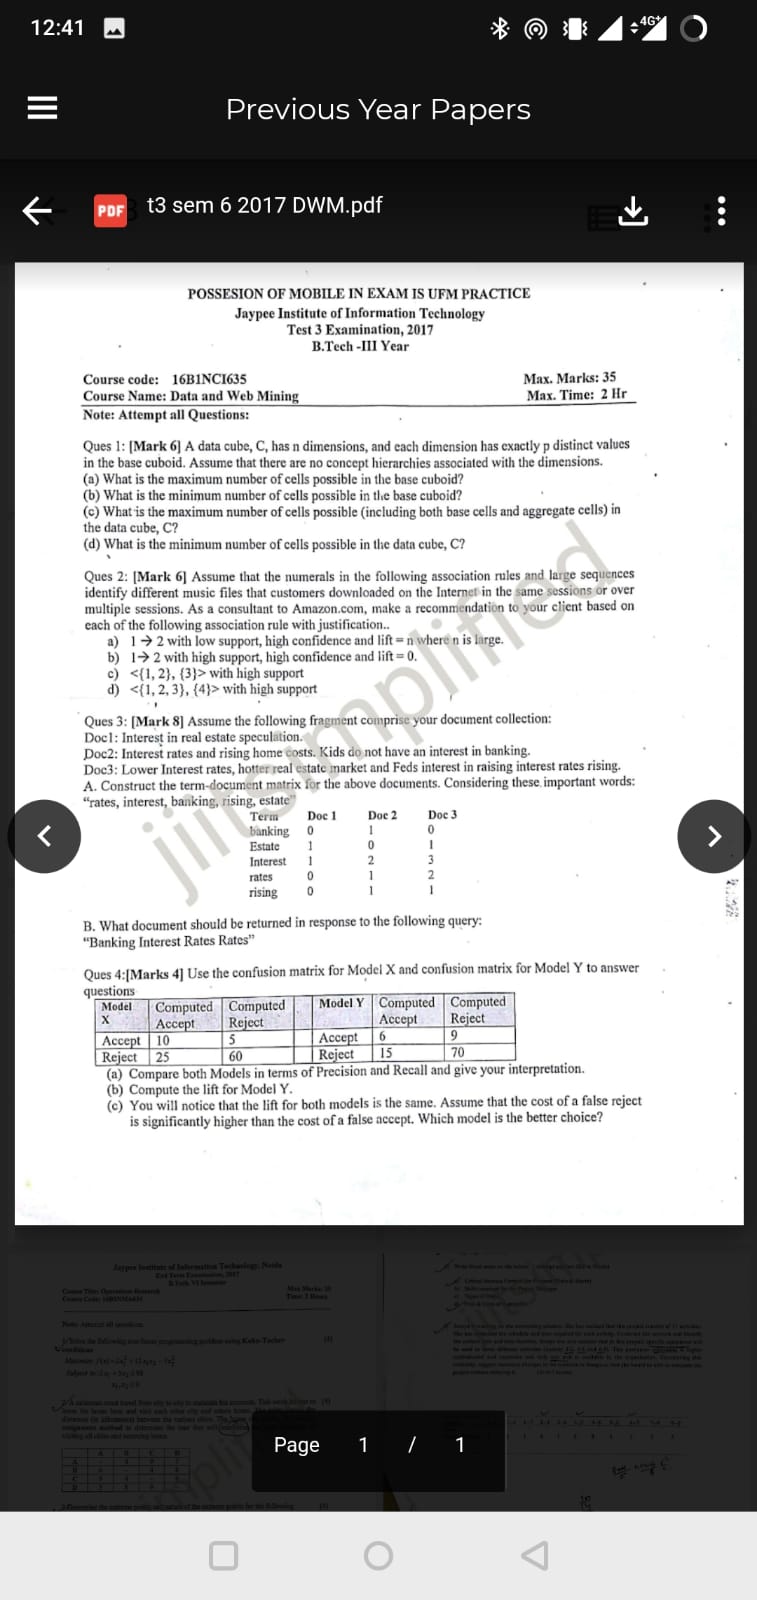 12:41
4G+
Previous Year Papers
PDF t3 sem 6 2017 DWM.pdf
POSSESION OF MOBILE IN EXAM IS UFM PRACTICE
Jaypee Institute of Information Technology
Test 3 Examination, 2017
B.Tech -III Year
Course code: 16B1NCI635 Max. Marks: 35
Course Name: Data and Web Mining Max. Time: 2 Hr
Note: Attempt all Questions:
Ques 1: [Mark 6] A data cube, C, has n dimensions, and each dimension has exactly p distinct values
in the base cuboid. Assume that there are no concept hierarchies associated with the dimensions.
(a) What is the maximum number of cells possible in the base cuboid?
(b) What is the minimum number of cells possible in the base cuboid?
(c) What is the maximum number of cells possible (including both base cells and aggregate cells) in
the data cube, C?
(d) What is the minimum number of cells possible in the data cube, C?
Ques 2: [Mark 6] Assume that the numerals in the following association rules and large sequences
identify different music files that customers downloaded on the Internet in the same sessions or over
multiple sessions. As a consultant to Amazon.com, make a recommendation to your client based on
each of the following association rule with justification..
a) 1→2 with low support, high confidence and lift = n where n is large.
b) 1→2 with high support, high confidence and lift = 0.
c) <{1, 2}, {3}> with high support
d) <{1, 2, 3}, {4}> with high support
Ques 3: [Mark 8] Assume the following fragment comprise your document collection:
Doc1: Interest in real estate speculation.
Doc2: Interest rates and rising home costs. Kids do not have an interest in banking.
Doc3: Lower Interest rates, hotter real estate market and Feds interest in raising interest rates rising.
A. Construct the term-document matrix for the above documents. Considering these important words:
"rates, interest, banking, rising, estate"
Term Doc 1 Doc 2 Doc 3
banking 0 1 0
Estate 1 0 1
Interest 1 2 3
rates 0 1 2
rising 0 1 1
B. What document should be returned in response to the following query:
"Banking Interest Rates Rates"
Ques 4:[Marks 4] Use the confusion matrix for Model X and confusion matrix for Model Y to answer
questions
Model X Computed Accept Computed Reject Model Y Computed Accept Computed Reject
Accept 10 5 Accept 6 9
Reject 25 60 Reject 15 70
(a) Compare both Models in terms of Precision and Recall and give your interpretation.
(b) Compute the lift for Model Y.
(c) You will notice that the lift for both models is the same. Assume that the cost of a false reject
is significantly higher than the cost of a false accept. Which model is the better choice?
jiitsimplified
Jaypee Institute of Information Technology, Noida
Page 1 / 1